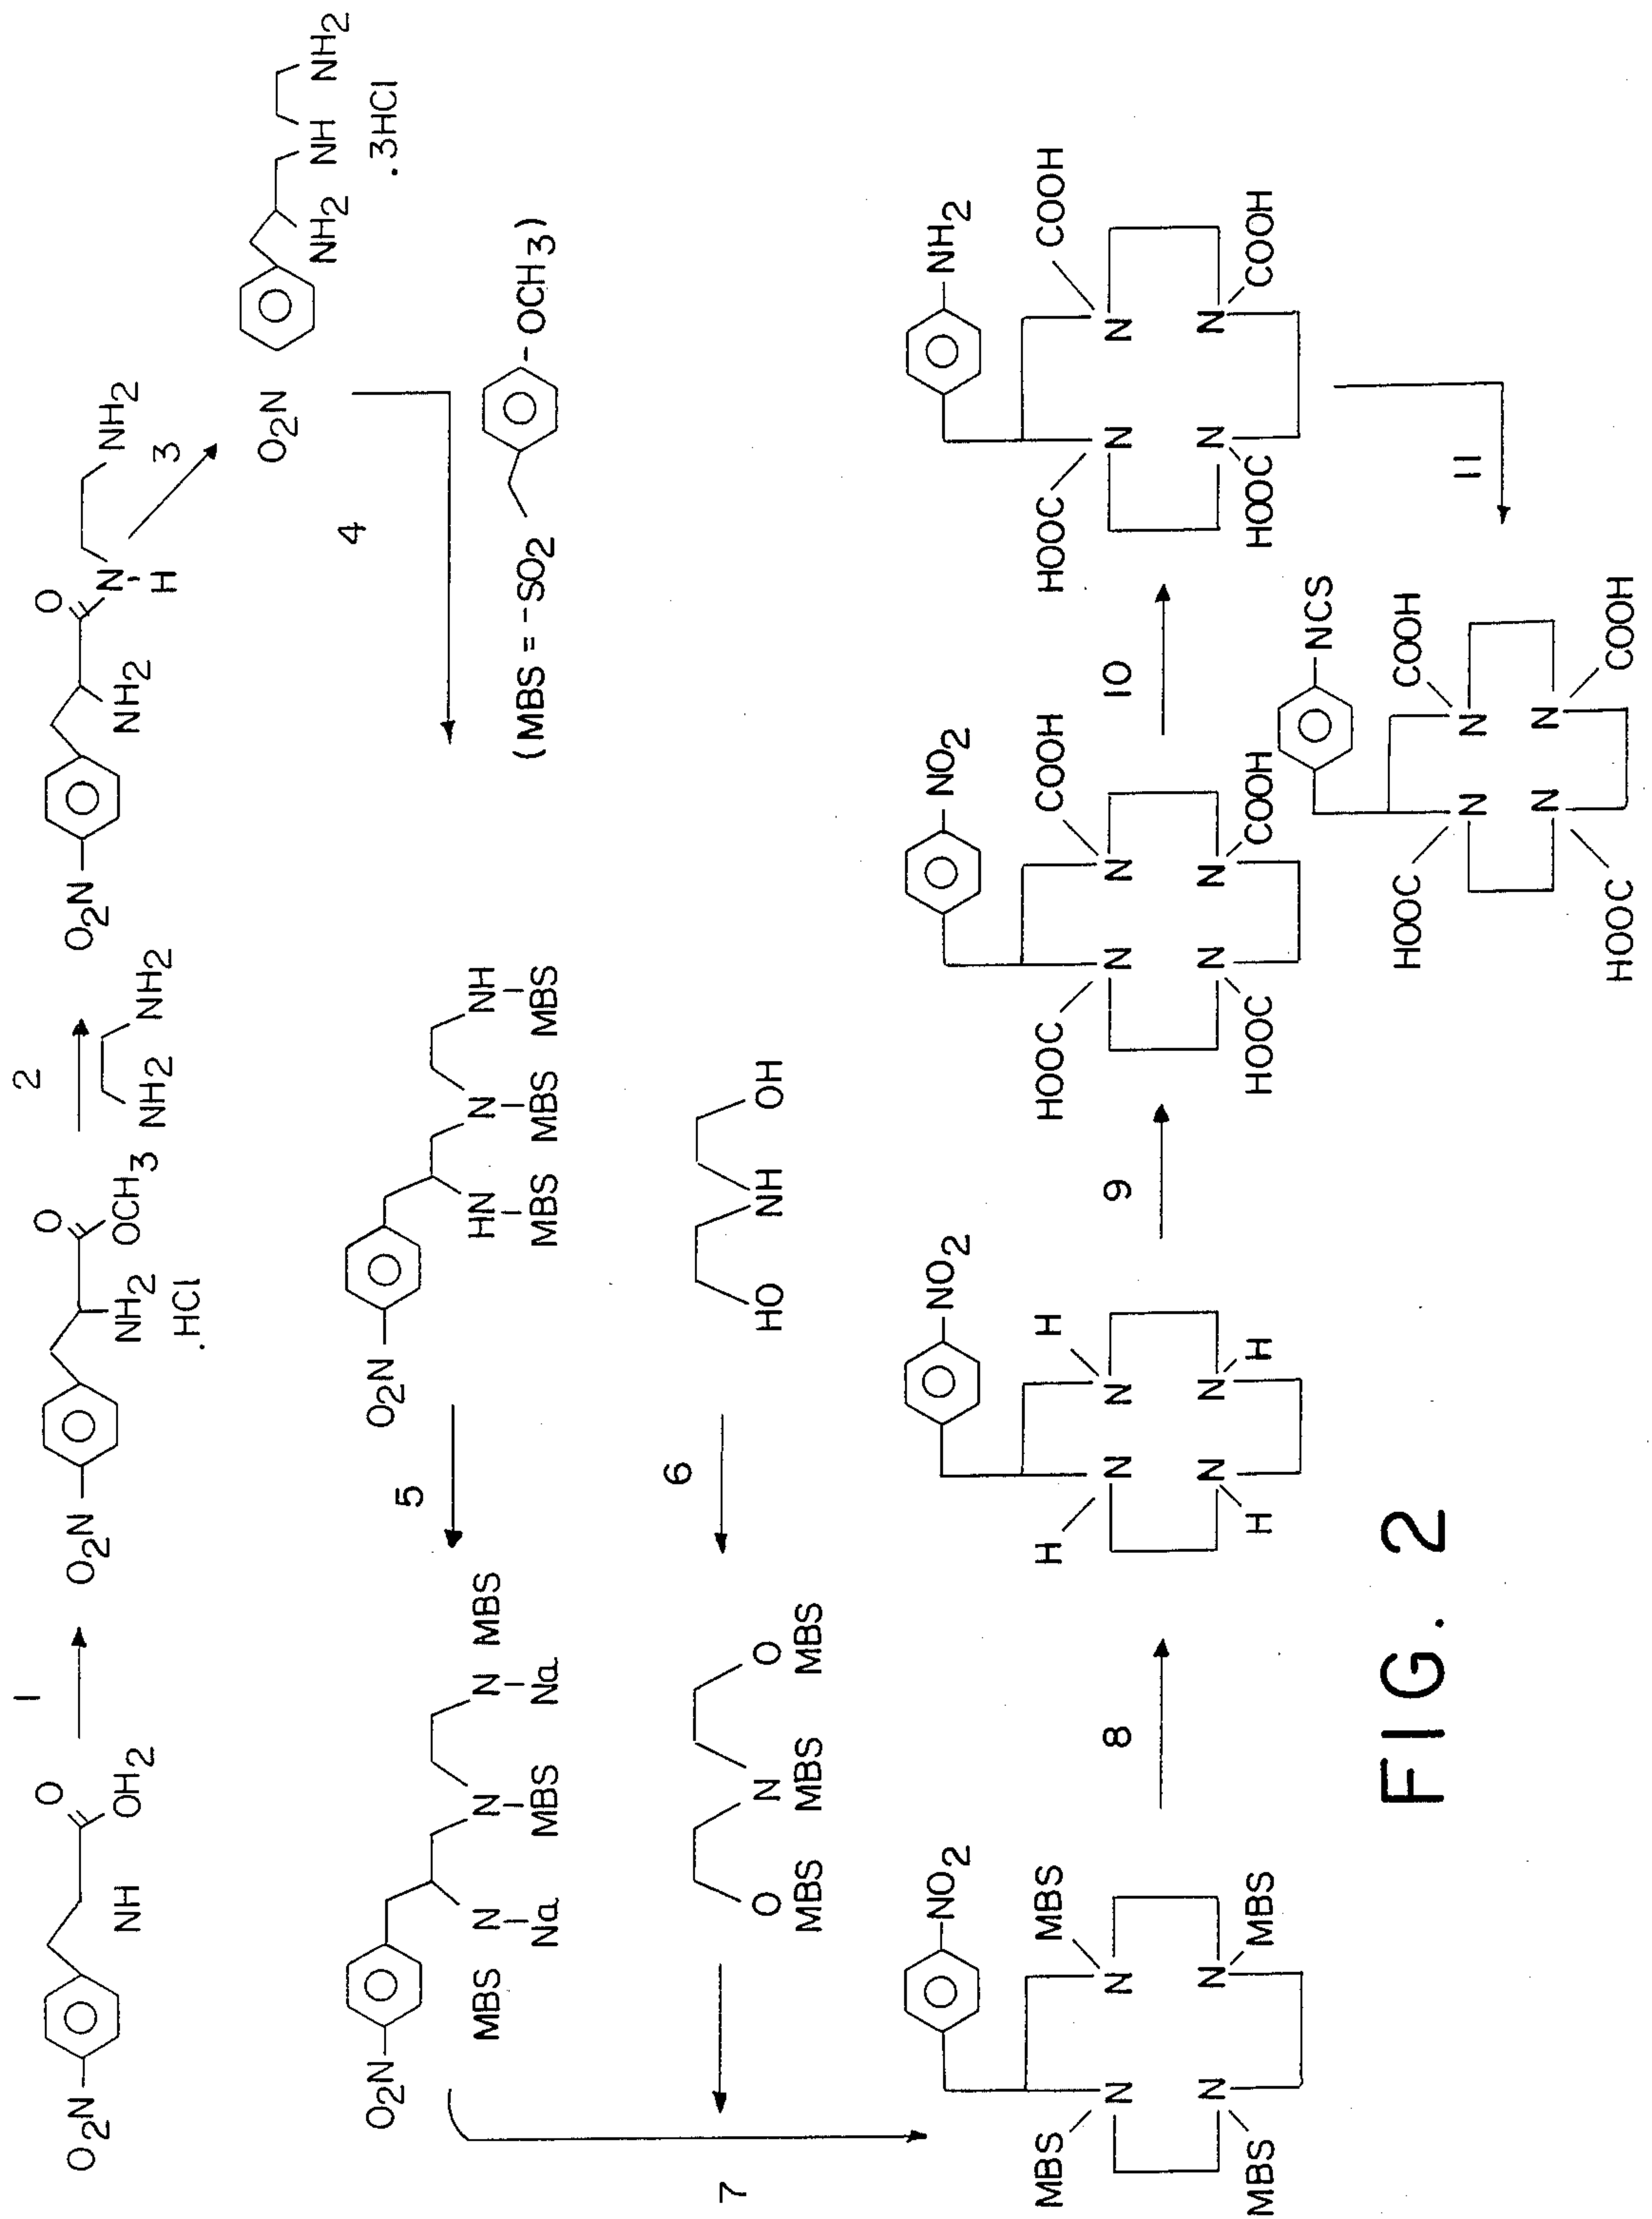 1
O2N
NH
O
OH2
O2N
O
NH2
OCH3
.HCl
2
NH2
NH2
O2N
NH2
O
N
H
NH2
3
O2N
NH2
NH
NH2
.3HCl
4
(MBS = -SO2
-OCH3)
O2N
HN
MBS
N
MBS
NH
MBS
5
O2N
MBS
N
Na
N
MBS
N
Na
MBS
HO
NH
OH
6
O
MBS
N
MBS
O
MBS
7
NO2
MBS
MBS
N
N
N
N
MBS
MBS
8
NO2
H
H
N
N
N
N
H
H
9
NO2
HOOC
COOH
N
N
N
N
HOOC
COOH
10
NH2
HOOC
COOH
N
N
N
N
HOOC
COOH
11
NCS
HOOC
COOH
N
N
N
N
HOOC
COOH
FIG. 2